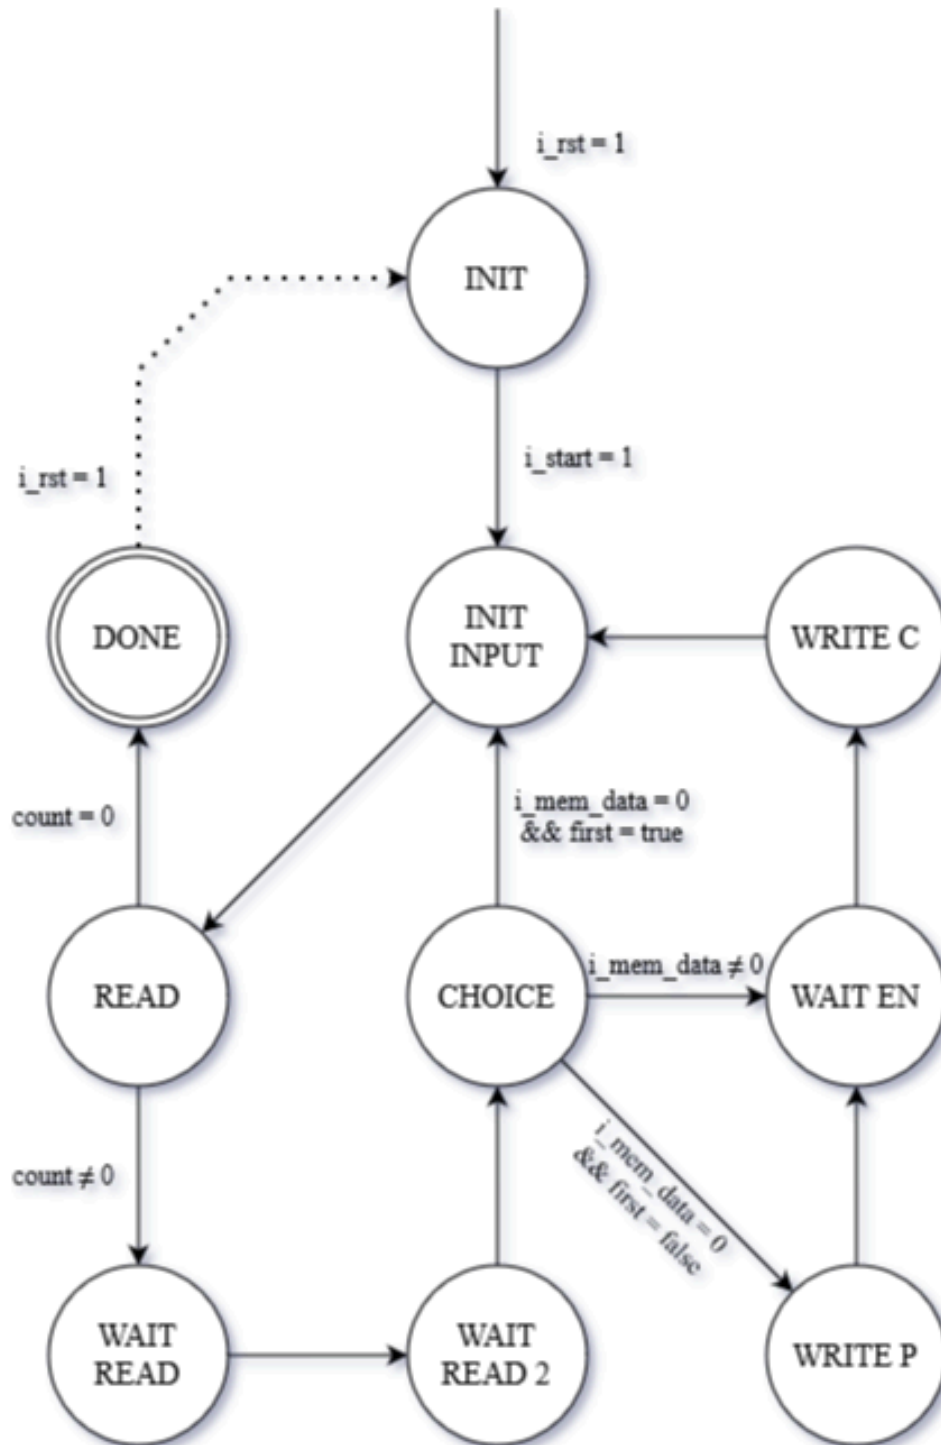 i_rst = 1
INIT
i_start = 1
i_rst = 1
DONE
INIT
INPUT
WRITE C
count = 0
i_mem_data = 0
&& first = true
READ
CHOICE
i_mem_data ≠ 0
WAIT EN
count ≠ 0
i_mem_data = 0
&& first = false
WAIT
READ
WAIT
READ 2
WRITE P